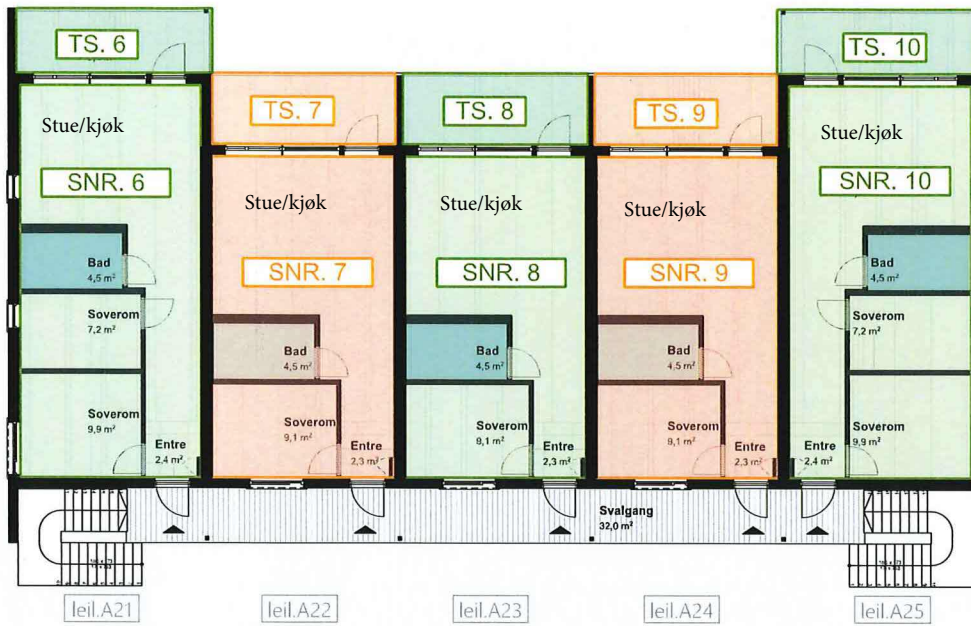 TS. 6
TS. 7
TS. 8
TS. 9
TS. 10
Stue/kjøk
SNR. 6
Bad
4,5 m²
Soverom
7,2 m²
Soverom
9,9 m²
Entre
2,4 m²
Stue/kjøk
SNR. 7
Bad
4,5 m²
Soverom
9,1 m²
Entre
2,3 m²
Stue/kjøk
SNR. 8
Bad
4,5 m²
Soverom
9,1 m²
Entre
2,3 m²
Stue/kjøk
SNR. 9
Bad
4,5 m²
Soverom
9,1 m²
Entre
2,3 m²
Stue/kjøk
SNR. 10
Bad
4,5 m²
Soverom
7,2 m²
Soverom
9,9 m²
Entre
2,4 m²
Svalgang
32,0 m²
leil.A21
leil.A22
leil.A23
leil.A24
leil.A25